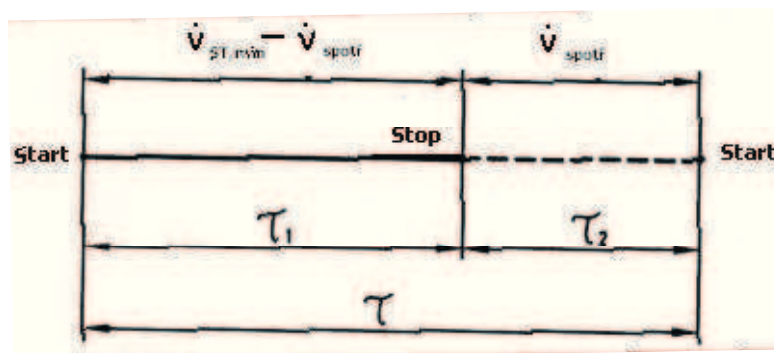 V̇ ST,min – V̇ spotř V̇ spotř
Start Stop Start
τ₁ τ₂
τ